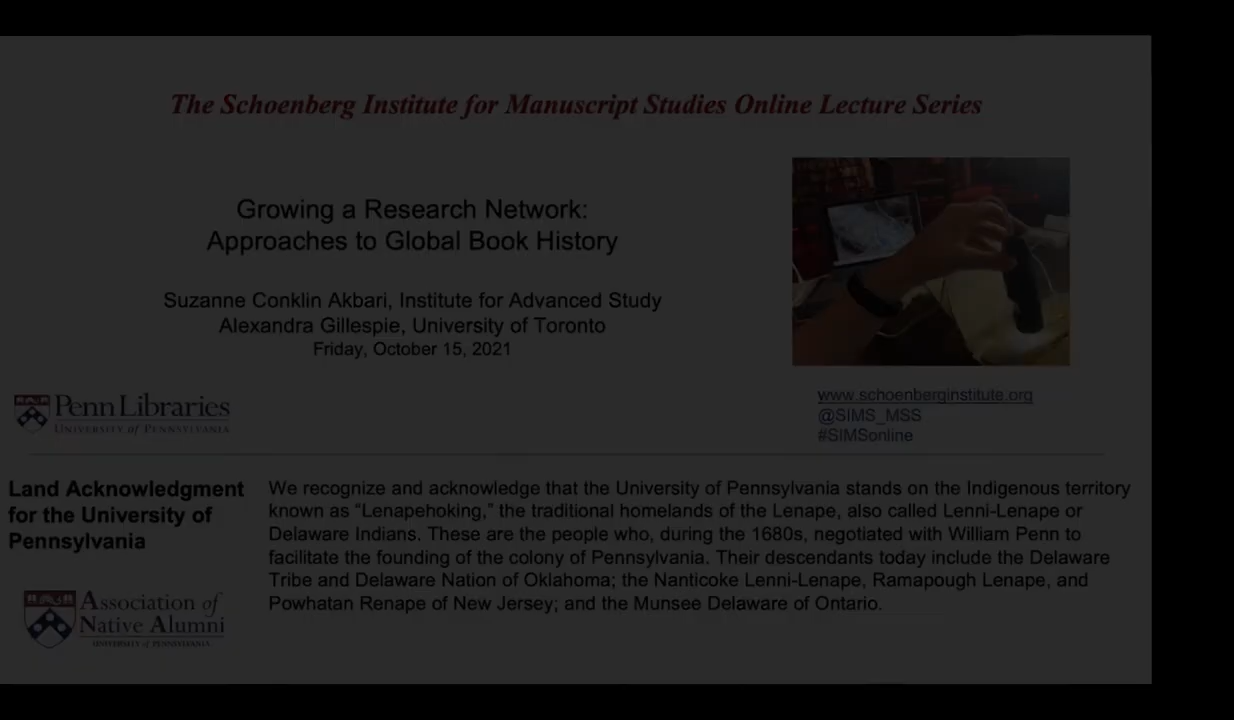 The Schoenberg Institute for Manuscript Studies Online Lecture Series
Growing a Research Network:
Approaches to Global Book History
Suzanne Conklin Akbari, Institute for Advanced Study
Alexandra Gillespie, University of Toronto
Friday, October 15, 2021
Penn Libraries
UNIVERSITY of PENNSYLVANIA
www.schoenberginstitute.org
@SIMS_MSS
#SIMSonline
Land Acknowledgment
for the University of
Pennsylvania
Association of
Native Alumni
UNIVERSITY of PENNSYLVANIA
We recognize and acknowledge that the University of Pennsylvania stands on the Indigenous territory
known as “Lenapehoking,” the traditional homelands of the Lenape, also called Lenni-Lenape or
Delaware Indians. These are the people who, during the 1680s, negotiated with William Penn to
facilitate the founding of the colony of Pennsylvania. Their descendants today include the Delaware
Tribe and Delaware Nation of Oklahoma; the Nanticoke Lenni-Lenape, Ramapough Lenape, and
Powhatan Renape of New Jersey; and the Munsee Delaware of Ontario.